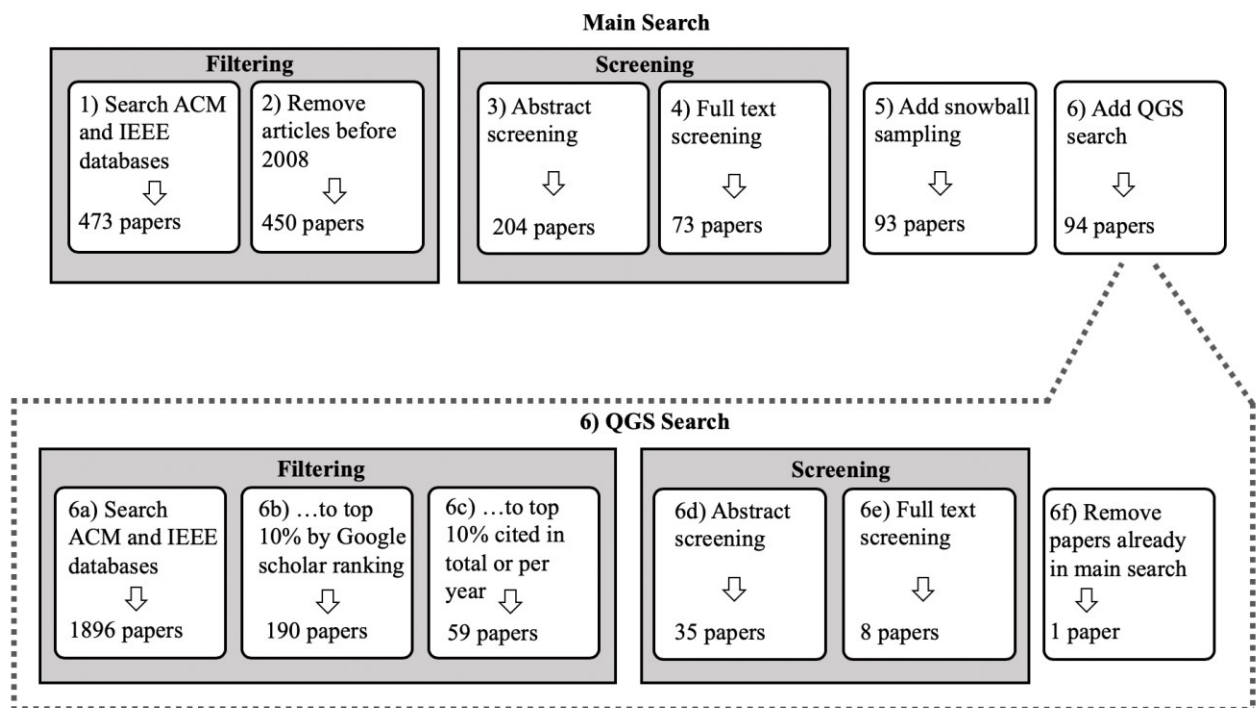 Main Search
Filtering
1) Search ACM
and IEEE
databases
473 papers
2) Remove
articles before
2008
450 papers
Screening
3) Abstract
screening
204 papers
4) Full text
screening
73 papers
5) Add snowball
sampling
93 papers
6) Add QGS
search
94 papers
6) QGS Search
Filtering
6a) Search
ACM and IEEE
databases
1896 papers
6b) …to top
10% by Google
scholar ranking
190 papers
6c) …to top
10% cited in
total or per
year
59 papers
Screening
6d) Abstract
screening
35 papers
6e) Full text
screening
8 papers
6f) Remove
papers already
in main search
1 paper